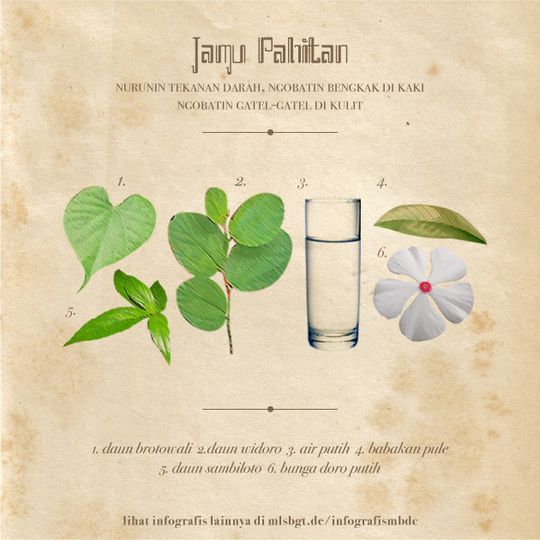 Jamu Pahitan
NURUNIN TEKANAN DARAH, NGOBATIN BENGKAK DI KAKI
NGOBATIN GATEL-GATEL DI KULIT
1.
2.
3.
4.
6.
5.
1. daun brotowali 2.daun widoro 3. air putih 4. babakan pule
5. daun sambiloto 6. bunga doro putih
lihat infografis lainnya di mlsbgt.de/infografismbdc